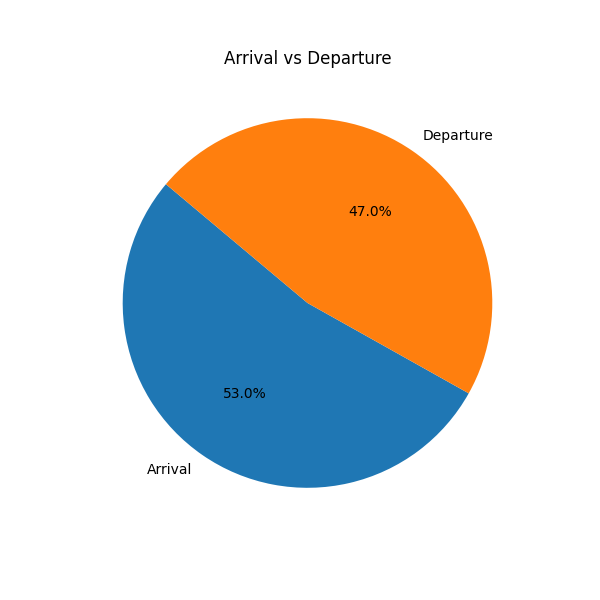 Arrival vs Departure
Departure
47.0%
53.0%
Arrival